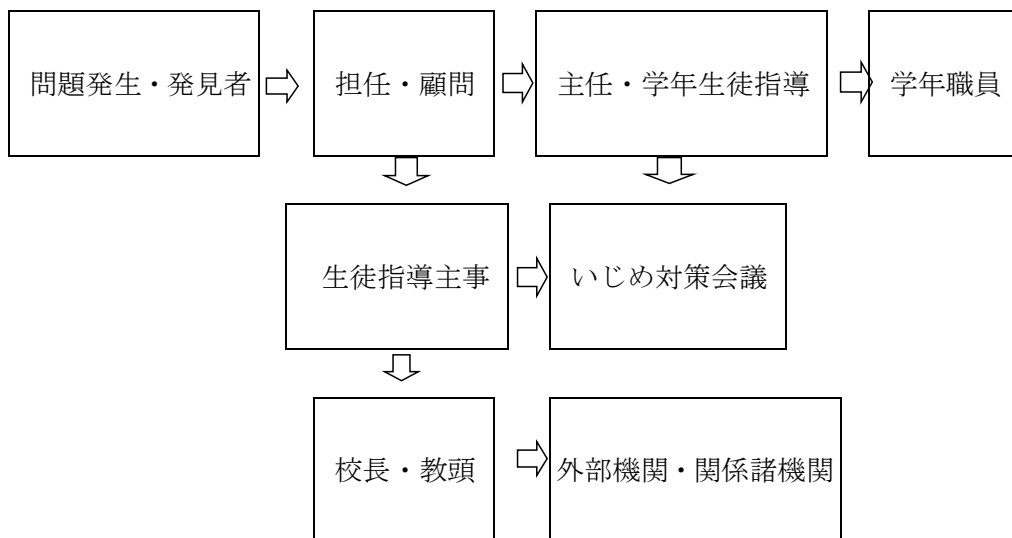 問題発生・発見者
担任・顧問
主任・学年生徒指導
学年職員
生徒指導主事
いじめ対策会議
校長・教頭
外部機関・関係諸機関